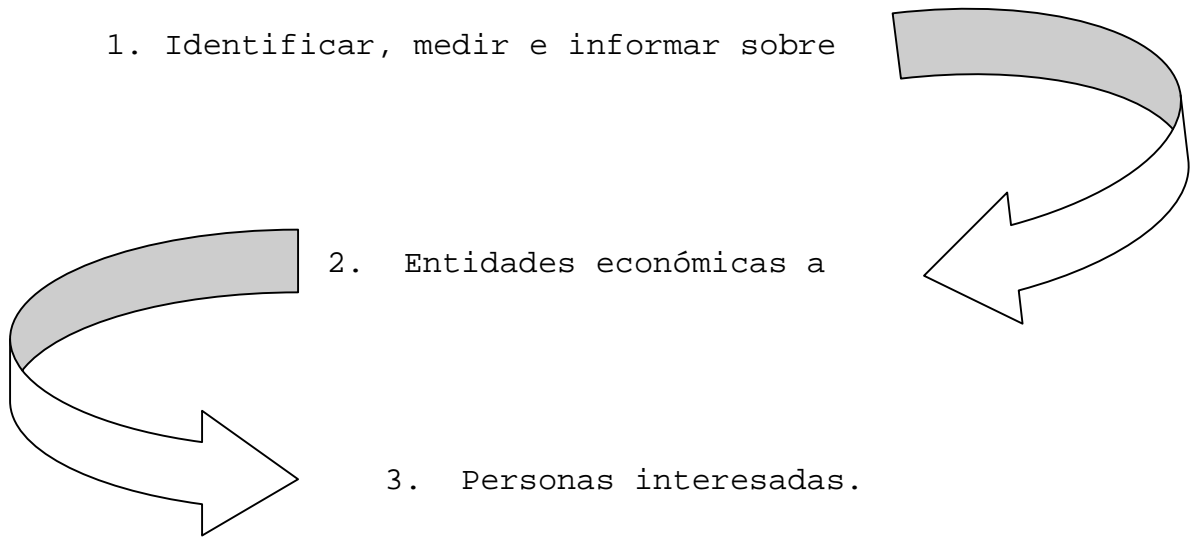 1. Identificar, medir e informar sobre
2. Entidades económicas a
3. Personas interesadas.